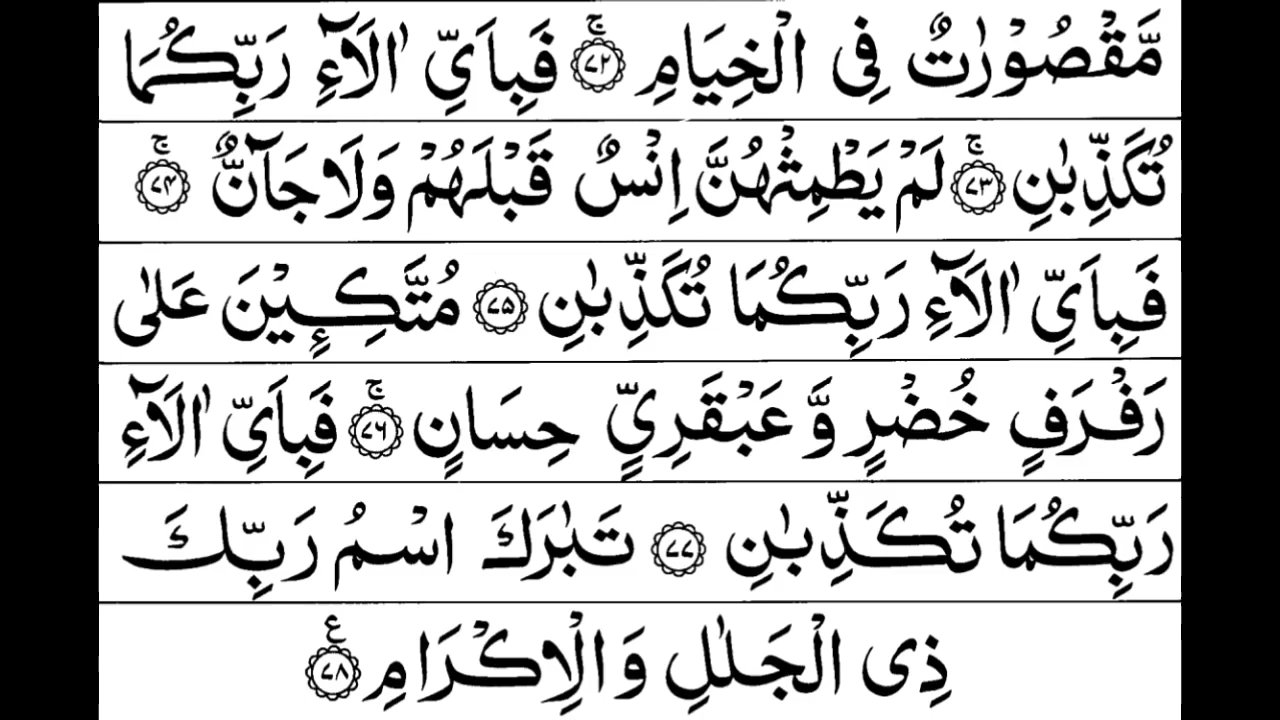 مَّقْصُوْرٰتٌ فِی الْخِیَامِ ۚ﴿۷۲﴾ فَبِاَیِّ اٰلَآءِ رَبِّكُمَا
تُكَذِّبٰنِ ۚ﴿۷۳﴾ لَمْ یَطْمِثْهُنَّ اِنْسٌ قَبْلَهُمْ وَلَا جَآنٌّ ۚ﴿۷۴﴾
فَبِاَیِّ اٰلَآءِ رَبِّكُمَا تُكَذِّبٰنِ ﴿۷۵﴾ مُتَّكِـِٕیْنَ عَلٰی
رَفْرَفٍ خُضْرٍ وَّ عَبْقَرِیٍّ حِسَانٍ ۚ﴿۷۶﴾ فَبِاَیِّ اٰلَآءِ
رَبِّكُمَا تُكَذِّبٰنِ ﴿۷۷﴾ تَبٰرَكَ اسْمُ رَبِّكَ
ذِی الْجَلٰلِ وَ الْاِكْرَامِ ﴿۷۸﴾ ع